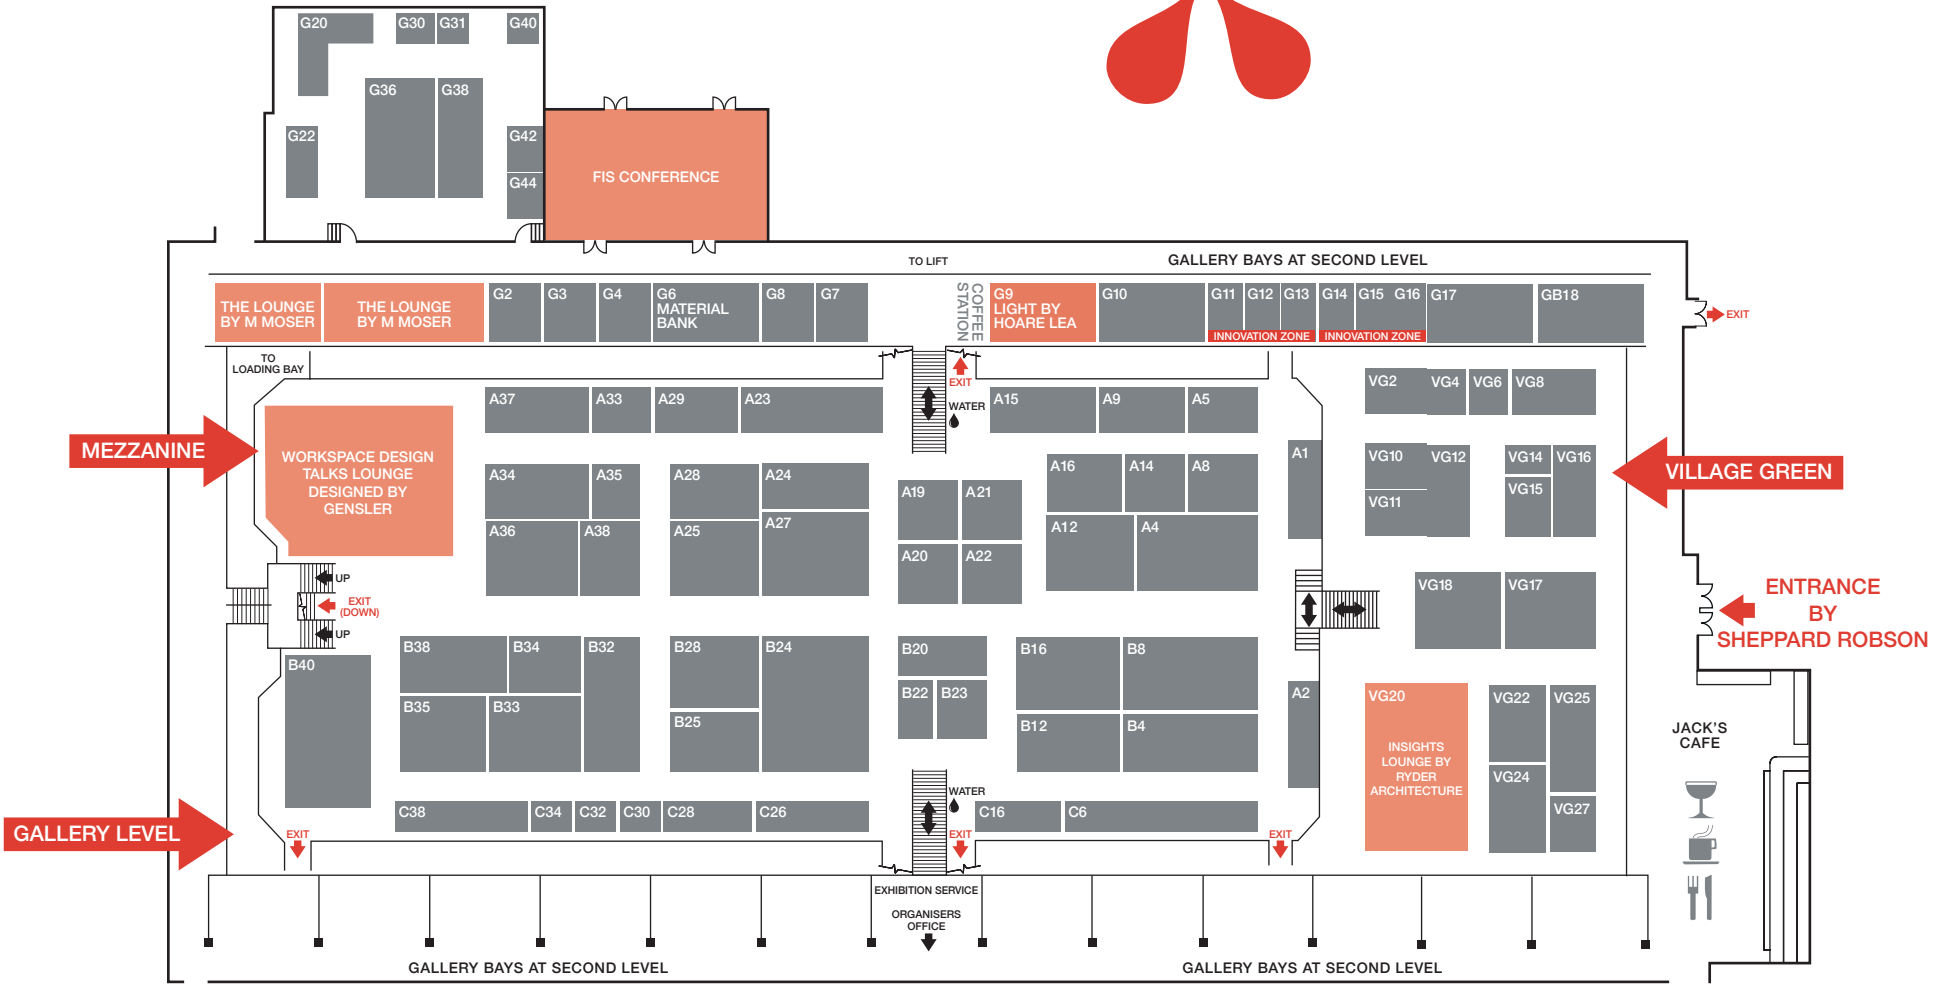 G20
G30
G31
G40
G36
G38
G22
G42
G44
FIS CONFERENCE
TO LIFT
GALLERY BAYS AT SECOND LEVEL
THE LOUNGE
BY M MOSER
THE LOUNGE
BY M MOSER
G2
G3
G4
G6
MATERIAL
BANK
G8
G7
COFFEE
STATION
G9
LIGHT BY
HOARE LEA
G10
G11
G12
G13
G14
G15
G16
G17
GB18
INNOVATION ZONE
INNOVATION ZONE
EXIT
TO
LOADING BAY
EXIT
WATER
A37
A33
A29
A23
A15
A9
A5
VG2
VG4
VG6
VG8
MEZZANINE
WORKSPACE DESIGN
TALKS LOUNGE
DESIGNED BY
GENSLER
A34
A35
A28
A24
A36
A38
A25
A27
A19
A21
A20
A22
A16
A14
A8
A12
A4
A1
VG10
VG12
VG11
VG14
VG16
VG15
VILLAGE GREEN
UP
EXIT
(DOWN)
UP
VG18
VG17
ENTRANCE
BY
SHEPPARD ROBSON
B40
B38
B34
B32
B35
B33
B28
B24
B25
B20
B22
B23
B16
B8
B12
B4
A2
VG20
INSIGHTS
LOUNGE BY
RYDER
ARCHITECTURE
VG22
VG25
VG24
VG27
JACK'S
CAFE
C38
C34
C32
C30
C28
C26
WATER
C16
C6
GALLERY LEVEL
EXIT
EXIT
EXIT
EXHIBITION SERVICE
ORGANISERS
OFFICE
GALLERY BAYS AT SECOND LEVEL
GALLERY BAYS AT SECOND LEVEL